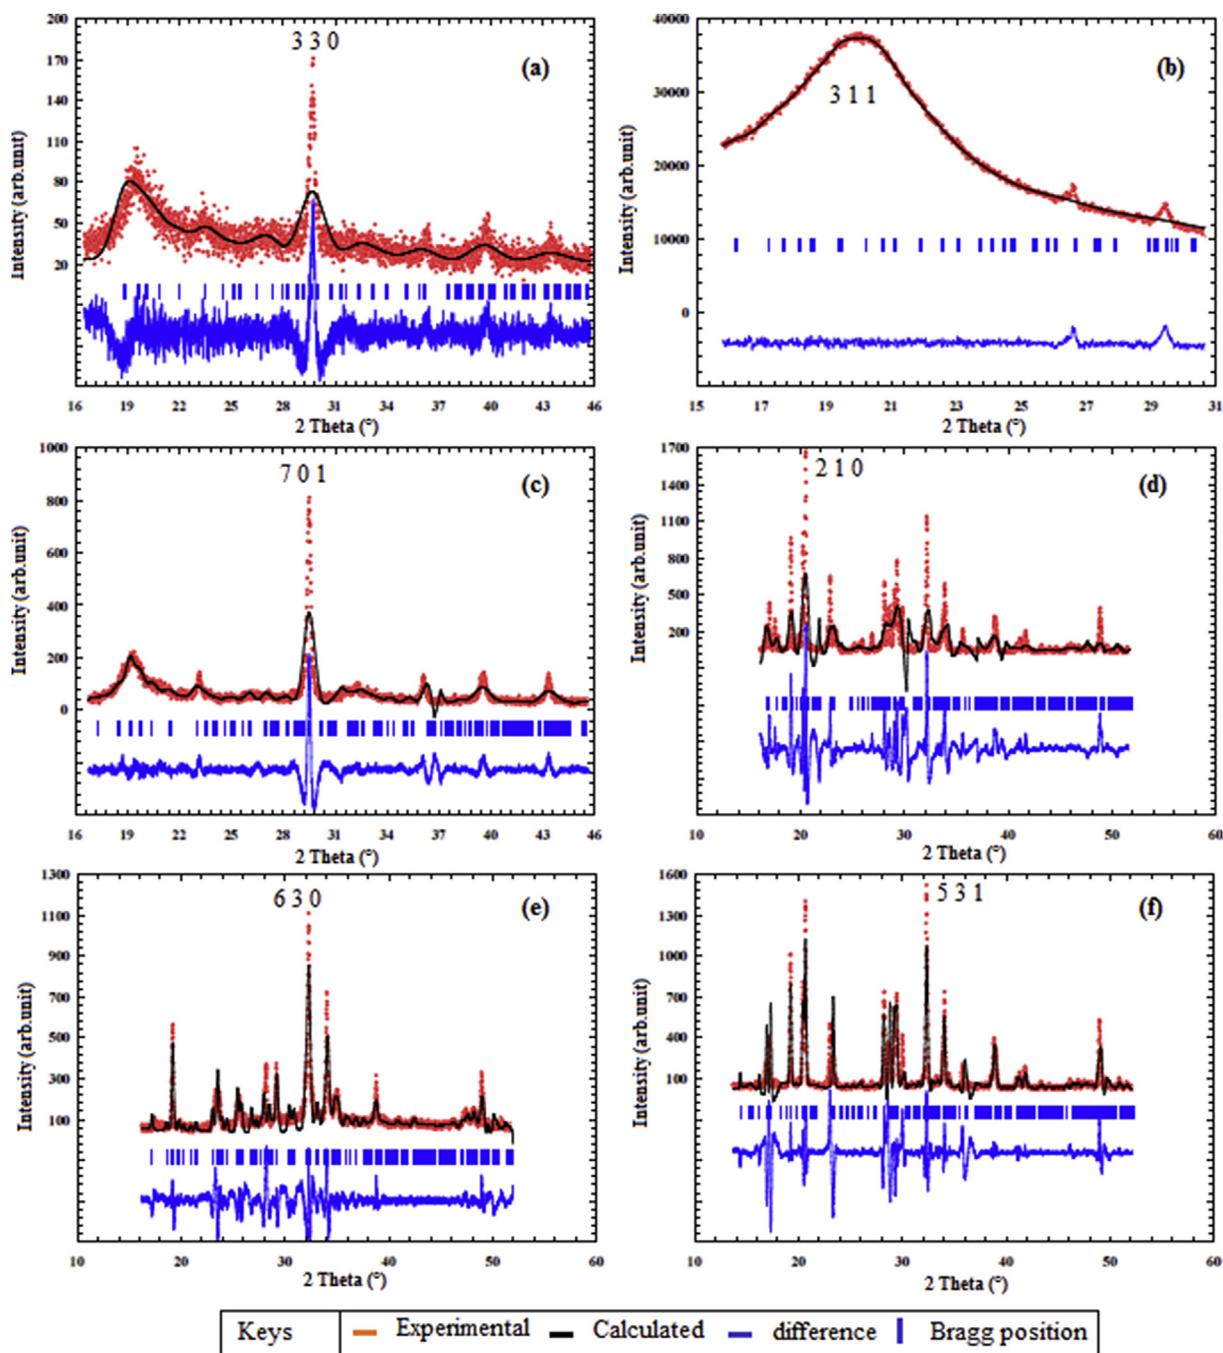 200
170
140
110
80
50
20
3 3 0
(a)
Intensity (arb.unit)
16 19 22 25 28 31 34 37 40 43 46
2 Theta (°)
40000
30000
20000
10000
0
3 1 1
(b)
Intensity (arb.unit)
15 17 19 21 23 25 27 29 31
2 Theta (°)
1000
800
600
400
200
0
7 0 1
(c)
Intensity (arb.unit)
16 19 22 25 28 31 34 37 40 43 46
2 Theta (°)
1700
1450
1200
950
700
450
200
2 1 0
(d)
Intensity (arb.unit)
10 20 30 40 50 60
2 Theta (°)
1300
1100
900
700
500
300
100
6 3 0
(e)
Intensity (arb.unit)
10 20 30 40 50 60
2 Theta (°)
1600
1300
1000
700
400
100
5 3 1
(f)
Intensity (arb.unit)
10 20 30 40 50 60
2 Theta (°)
Keys Experimental Calculated difference Bragg position